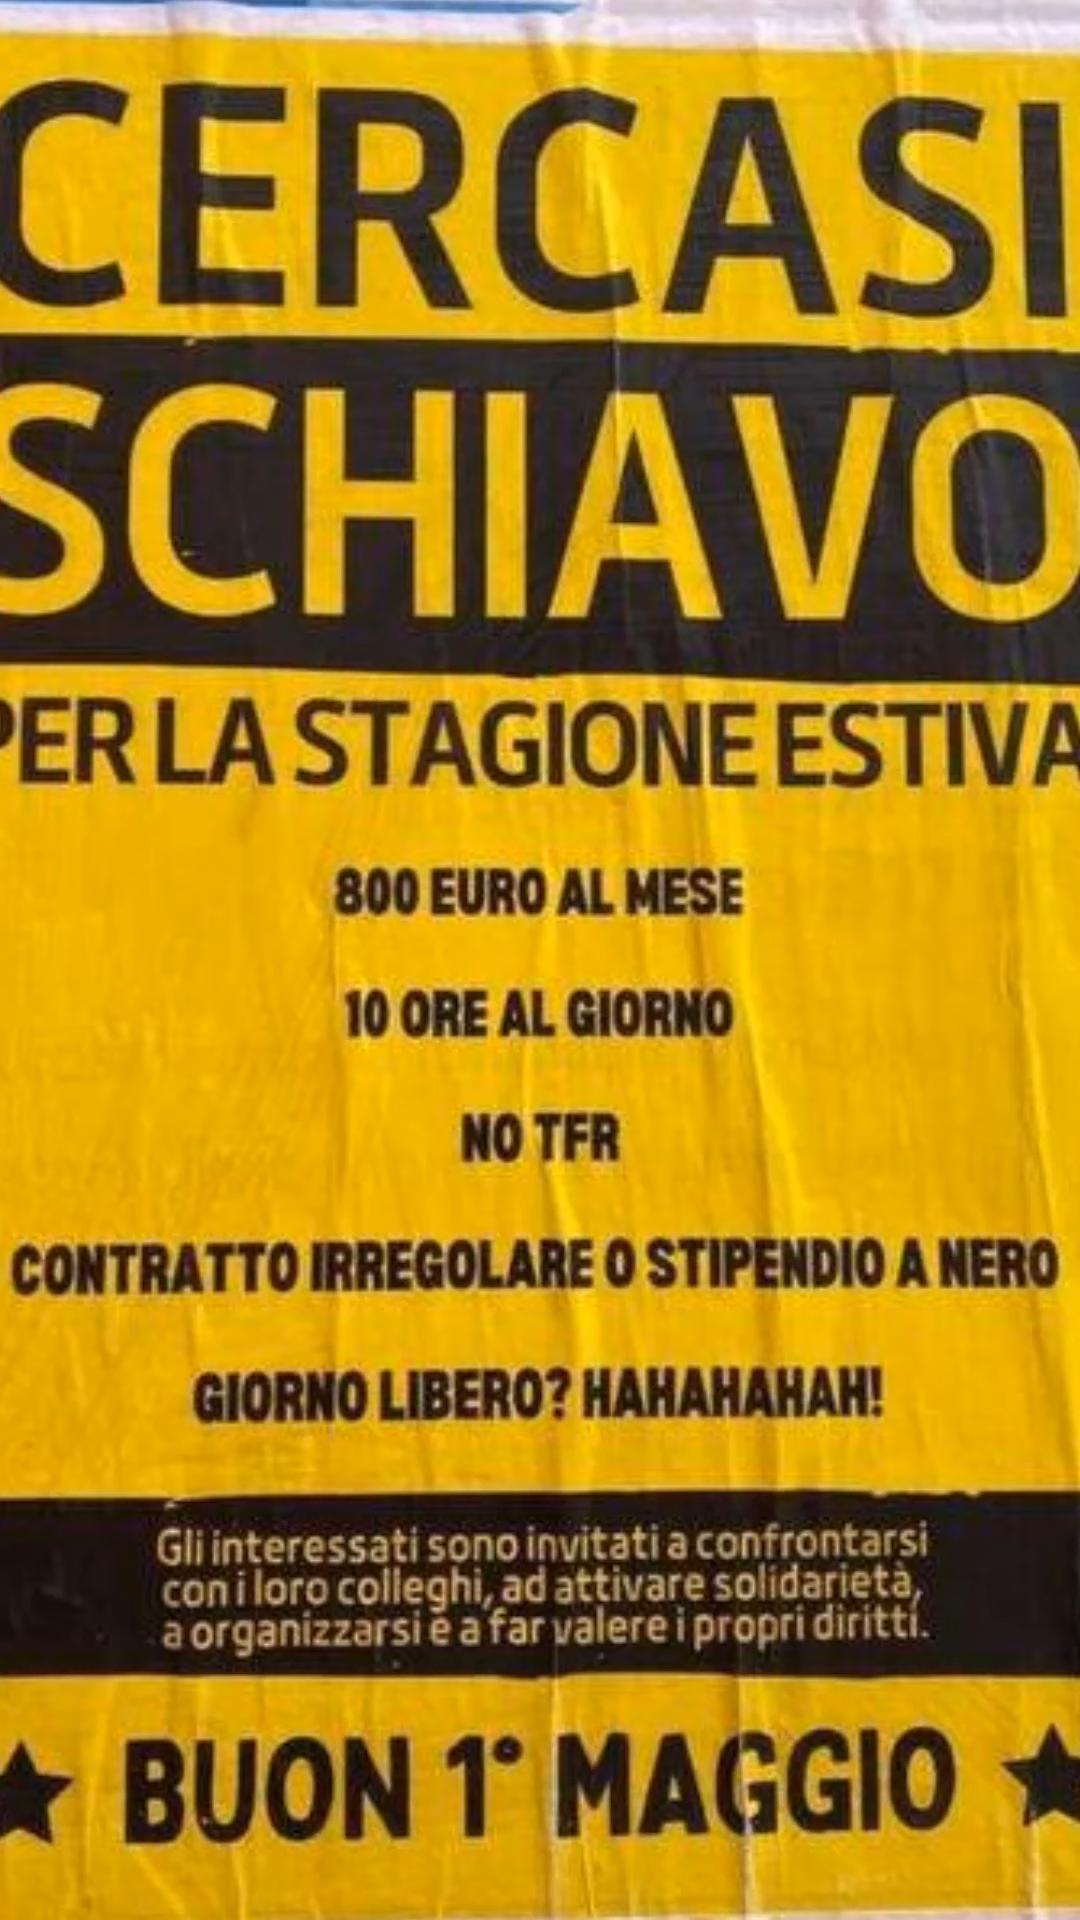 CERCASI
SCHIAVO
PER LA STAGIONE ESTIVA
800 EURO AL MESE
10 ORE AL GIORNO
NO TFR
CONTRATTO IRREGOLARE O STIPENDIO A NERO
GIORNO LIBERO? HAHAHAHAH!
Gli interessati sono invitati a confrontarsi
con i loro colleghi, ad attivare solidarietà,
a organizzarsi e a far valere i propri diritti.
★ BUON 1° MAGGIO ★